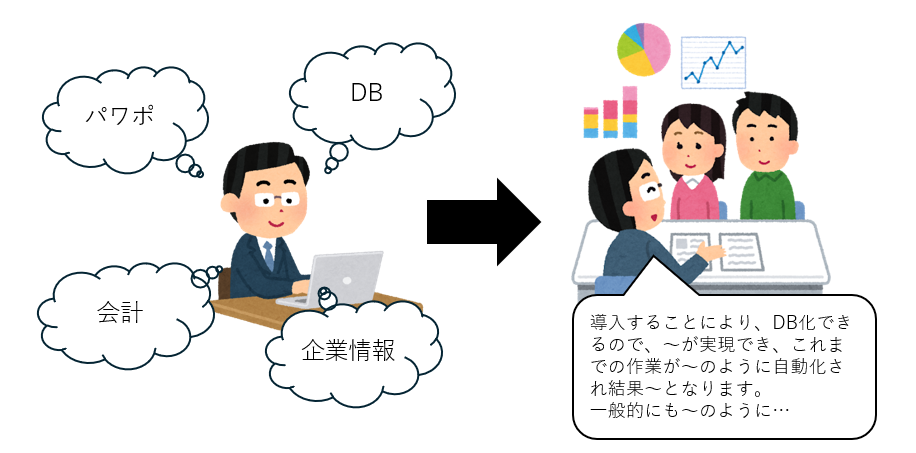 パワポ
DB
会計
企業情報
導入することにより、DB化でき
るので、～が実現でき、これま
での作業が～のように自動化さ
れ結果～となります。
一般的にも～のように…